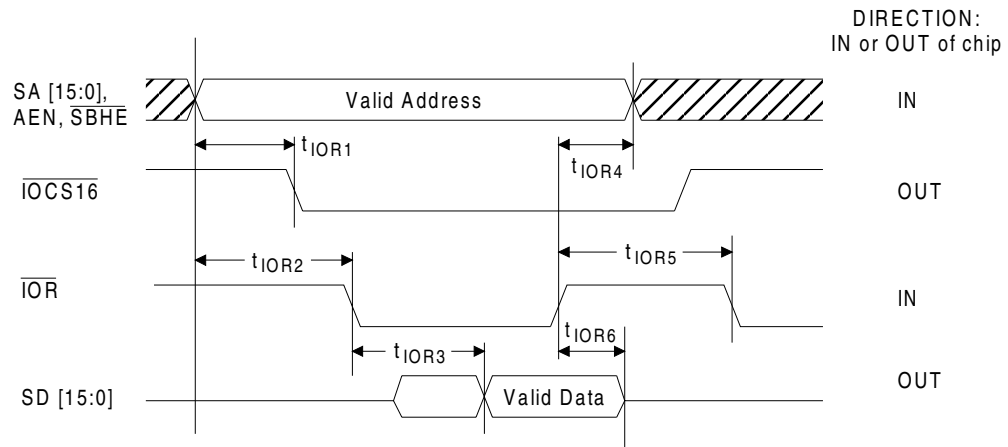 DIRECTION:
IN or OUT of chip
SA [15:0],
AEN, SBHE
Valid Address
IN
tIOR1
tIOR4
IOCS16
OUT
tIOR2
tIOR5
IOR
IN
tIOR3
tIOR6
SD [15:0]
Valid Data
OUT